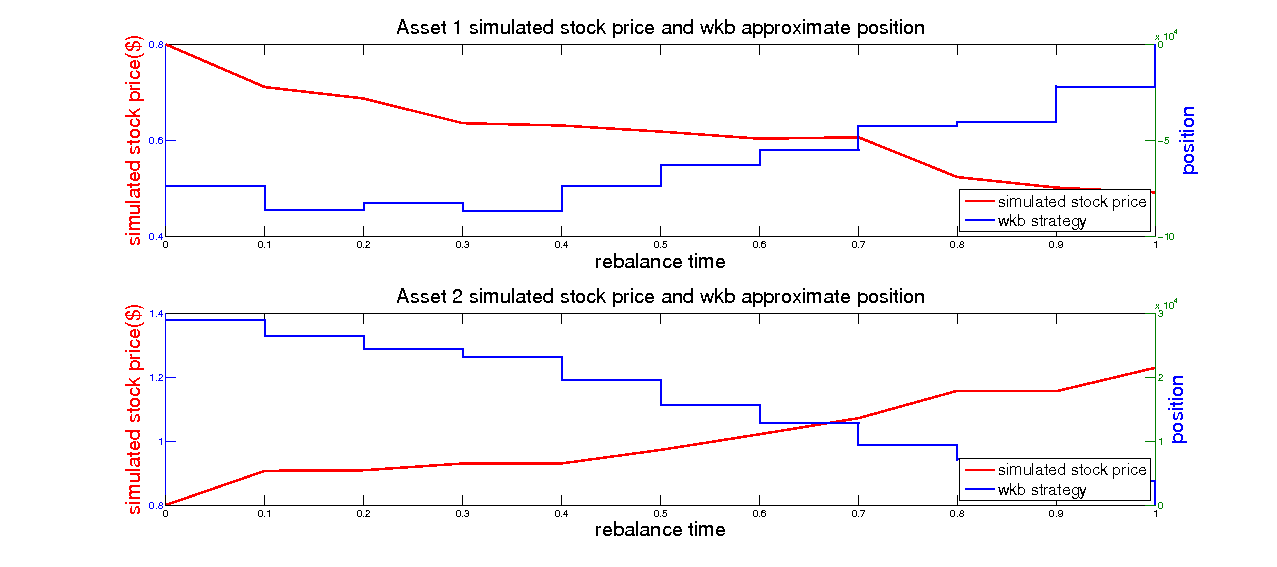 Asset 1 simulated stock price and wkb approximate position
x 10^4
simulated stock price($)
0.8
0.6
0.4
0
-5
-10
position
simulated stock price
wkb strategy
0 0.1 0.2 0.3 0.4 0.5 0.6 0.7 0.8 0.9 1
rebalance time
Asset 2 simulated stock price and wkb approximate position
x 10^4
simulated stock price($)
1.4
1.2
1
0.8
3
2
1
0
position
simulated stock price
wkb strategy
0 0.1 0.2 0.3 0.4 0.5 0.6 0.7 0.8 0.9 1
rebalance time